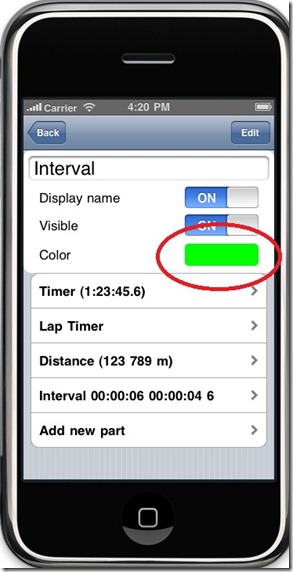 Carrier 4:20 PM
Back Edit
Interval
Display name ON
Visible ON
Color
Timer (1:23:45.6)
Lap Timer
Distance (123 789 m)
Interval 00:00:06 00:00:04 6
Add new part